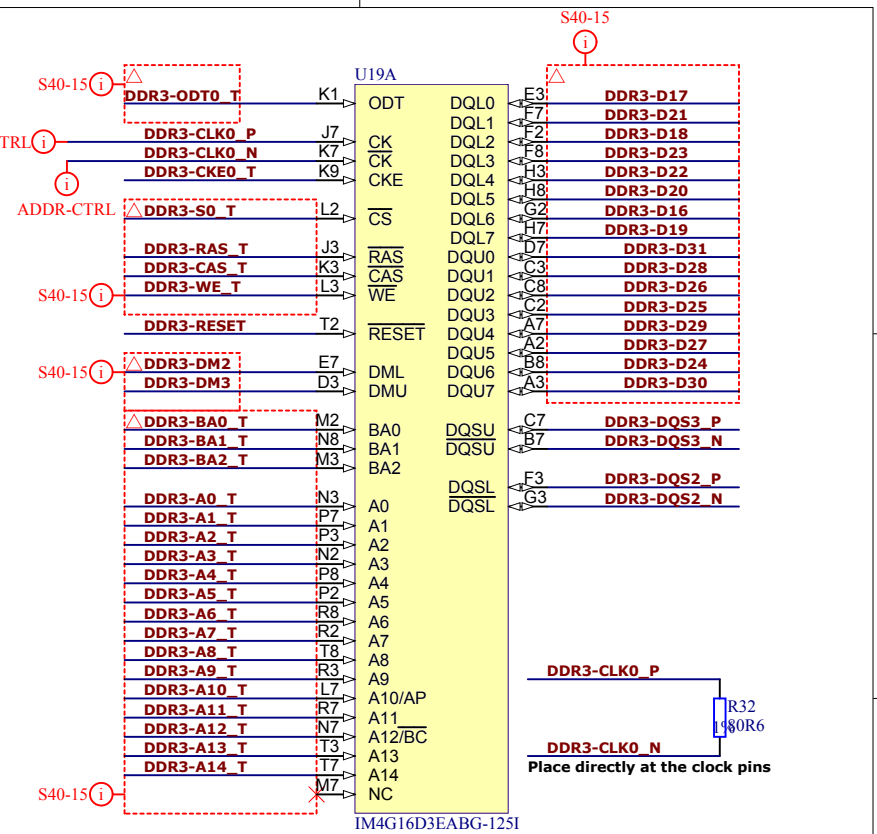 S40-15
S40-15
U19A
DDR3-ODT0_T K1 ODT DQL0 E3 DDR3-D17
DQL1 F7 DDR3-D21
TRL DDR3-CLK0_P J7 CK DQL2 F2 DDR3-D18
DDR3-CLK0_N K7 CK DQL3 F8 DDR3-D23
DDR3-CKE0_T K9 CKE DQL4 H3 DDR3-D22
DQL5 H8 DDR3-D20
ADDR-CTRL DDR3-S0_T L2 CS DQL6 G2 DDR3-D16
DQL7 H7 DDR3-D19
DDR3-RAS_T J3 RAS DQU0 D7 DDR3-D31
DDR3-CAS_T K3 CAS DQU1 C3 DDR3-D28
S40-15 DDR3-WE_T L3 WE DQU2 C8 DDR3-D26
DQU3 C2 DDR3-D25
DDR3-RESET T2 RESET DQU4 A7 DDR3-D29
DQU5 A2 DDR3-D27
S40-15 DDR3-DM2 E7 DML DQU6 B8 DDR3-D24
DDR3-DM3 D3 DMU DQU7 A3 DDR3-D30
DDR3-BA0_T M2 BA0 DQSU C7 DDR3-DQS3_P
DDR3-BA1_T N8 BA1 DQSU B7 DDR3-DQS3_N
DDR3-BA2_T M3 BA2
DQSL F3 DDR3-DQS2_P
DDR3-A0_T N3 A0 DQSL G3 DDR3-DQS2_N
DDR3-A1_T P7 A1
DDR3-A2_T P3 A2
DDR3-A3_T N2 A3
DDR3-A4_T P8 A4
DDR3-A5_T P2 A5
DDR3-A6_T R8 A6
DDR3-A7_T R2 A7
DDR3-A8_T T8 A8
DDR3-A9_T R3 A9
DDR3-A10_T L7 A10/AP
DDR3-A11_T R7 A11
DDR3-A12_T N7 A12/BC
DDR3-A13_T T3 A13
DDR3-A14_T T7 A14
S40-15 M7 NC
IM4G16D3EABG-125I
DDR3-CLK0_P
R32
1% 80R6
DDR3-CLK0_N
Place directly at the clock pins